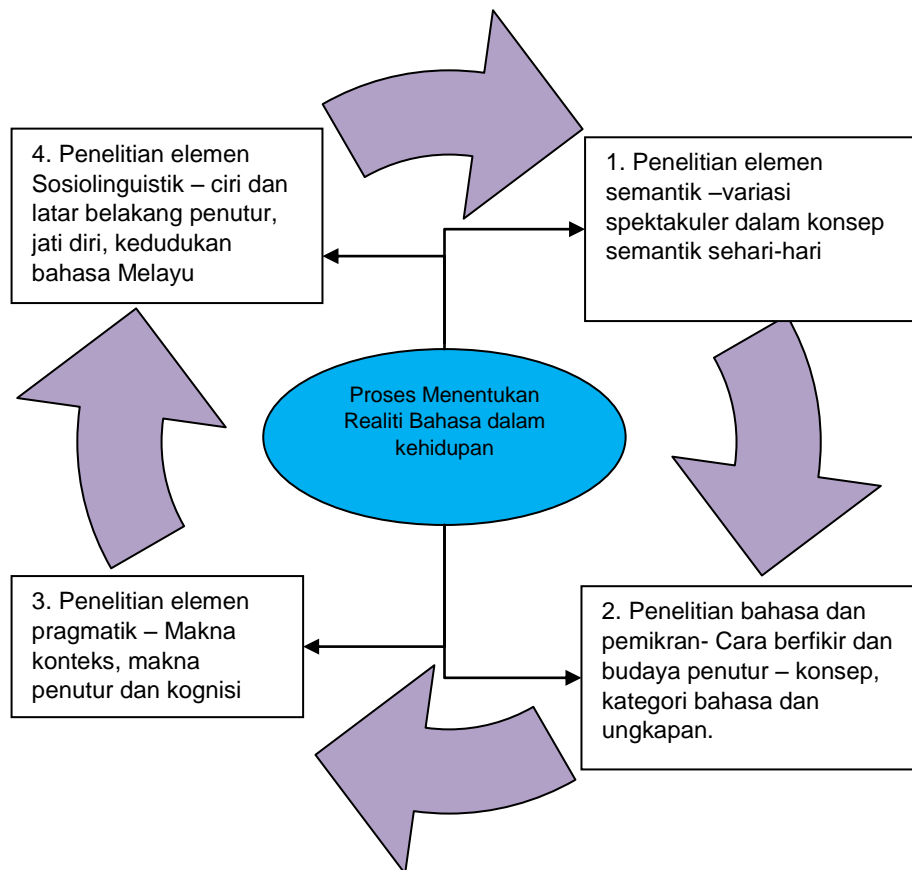 4. Penelitian elemen
Sosiolinguistik – ciri dan
latar belakang penutur,
jati diri, kedudukan
bahasa Melayu
1. Penelitian elemen
semantik –variasi
spektakuler dalam konsep
semantik sehari-hari
Proses Menentukan
Realiti Bahasa dalam
kehidupan
3. Penelitian elemen
pragmatik – Makna
konteks, makna
penutur dan kognisi
2. Penelitian bahasa dan
pemikran- Cara berfikir dan
budaya penutur – konsep,
kategori bahasa dan
ungkapan.